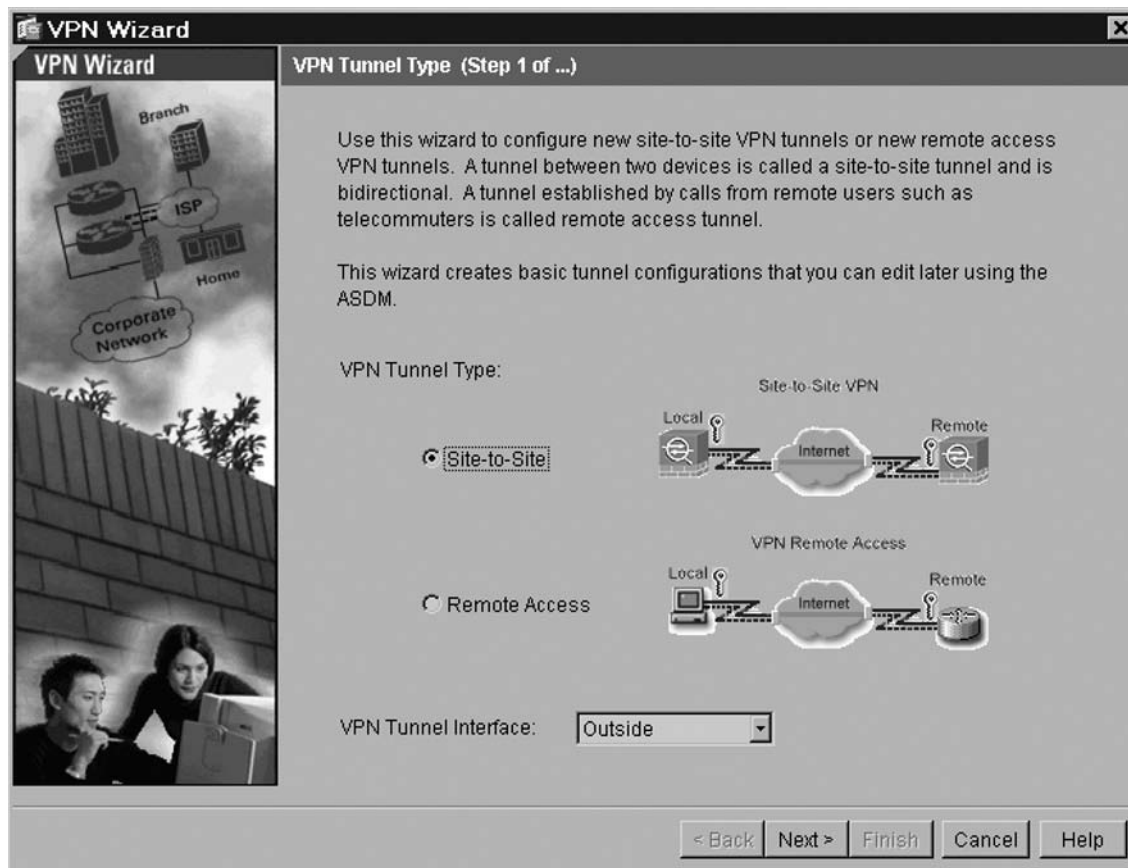 VPN Wizard
VPN Wizard
VPN Tunnel Type (Step 1 of ...)
Branch
ISP
Home
Corporate
Network
Use this wizard to configure new site-to-site VPN tunnels or new remote access
VPN tunnels. A tunnel between two devices is called a site-to-site tunnel and is
bidirectional. A tunnel established by calls from remote users such as
telecommuters is called remote access tunnel.
This wizard creates basic tunnel configurations that you can edit later using the
ASDM.
VPN Tunnel Type:
Site-to-Site VPN
Local
Remote
Internet
Site-to-Site
VPN Remote Access
Local
Remote
Internet
Remote Access
VPN Tunnel Interface:
Outside
< Back
Next >
Finish
Cancel
Help